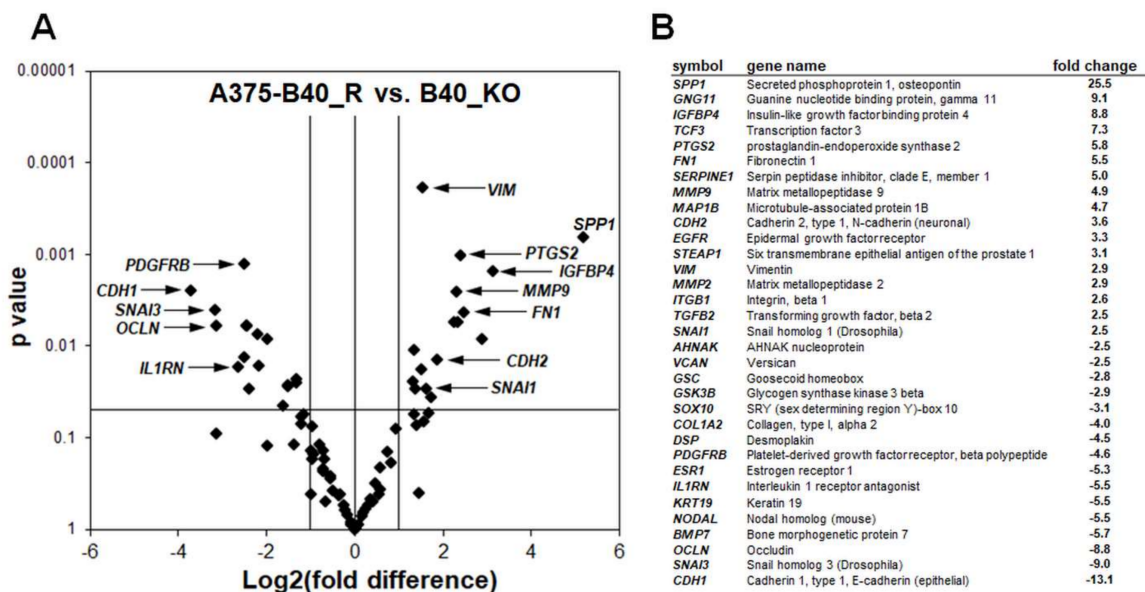 A
A375-B40_R vs. B40_KO
0.00001
0.0001
0.001
0.01
0.1
1
p value
VIM
SPP1
PTGS2
IGFBP4
MMP9
FN1
CDH2
SNAI1
PDGFRB
CDH1
SNAI3
OCLN
IL1RN
-6 -4 -2 0 2 4 6
Log2(fold difference)
B
symbol gene name fold change
SPP1 Secreted phosphoprotein 1, osteopontin 25.5
GNG11 Guanine nucleotide binding protein, gamma 11 9.1
IGFBP4 Insulin-like growth factor binding protein 4 8.8
TCF3 Transcription factor 3 7.3
PTGS2 prostaglandin-endoperoxide synthase 2 5.8
FN1 Fibronectin 1 5.5
SERPINE1 Serpin peptidase inhibitor, clade E, member 1 5.0
MMP9 Matrix metallopeptidase 9 4.9
MAP1B Microtubule-associated protein 1B 4.7
CDH2 Cadherin 2, type 1, N-cadherin (neuronal) 3.6
EGFR Epidermal growth factor receptor 3.3
STEAP1 Six transmembrane epithelial antigen of the prostate 1 3.1
VIM Vimentin 2.9
MMP2 Matrix metallopeptidase 2 2.9
ITGB1 Integrin, beta 1 2.6
TGFB2 Transforming growth factor, beta 2 2.5
SNAI1 Snail homolog 1 (Drosophila) 2.5
AHNAK AHNAK nucleoprotein -2.5
VCAN Versican -2.5
GSC Goosecoid homeobox -2.8
GSK3B Glycogen synthase kinase 3 beta -2.9
SOX10 SRY (sex determining region Y)-box 10 -3.1
COL1A2 Collagen, type I, alpha 2 -4.0
DSP Desmoplakin -4.5
PDGFRB Platelet-derived growth factor receptor, beta polypeptide -4.6
ESR1 Estrogen receptor 1 -5.3
IL1RN Interleukin 1 receptor antagonist -5.5
KRT19 Keratin 19 -5.5
NODAL Nodal homolog (mouse) -5.5
BMP7 Bone morphogenetic protein 7 -5.7
OCLN Occludin -8.8
SNAI3 Snail homolog 3 (Drosophila) -9.0
CDH1 Cadherin 1, type 1, E-cadherin (epithelial) -13.1